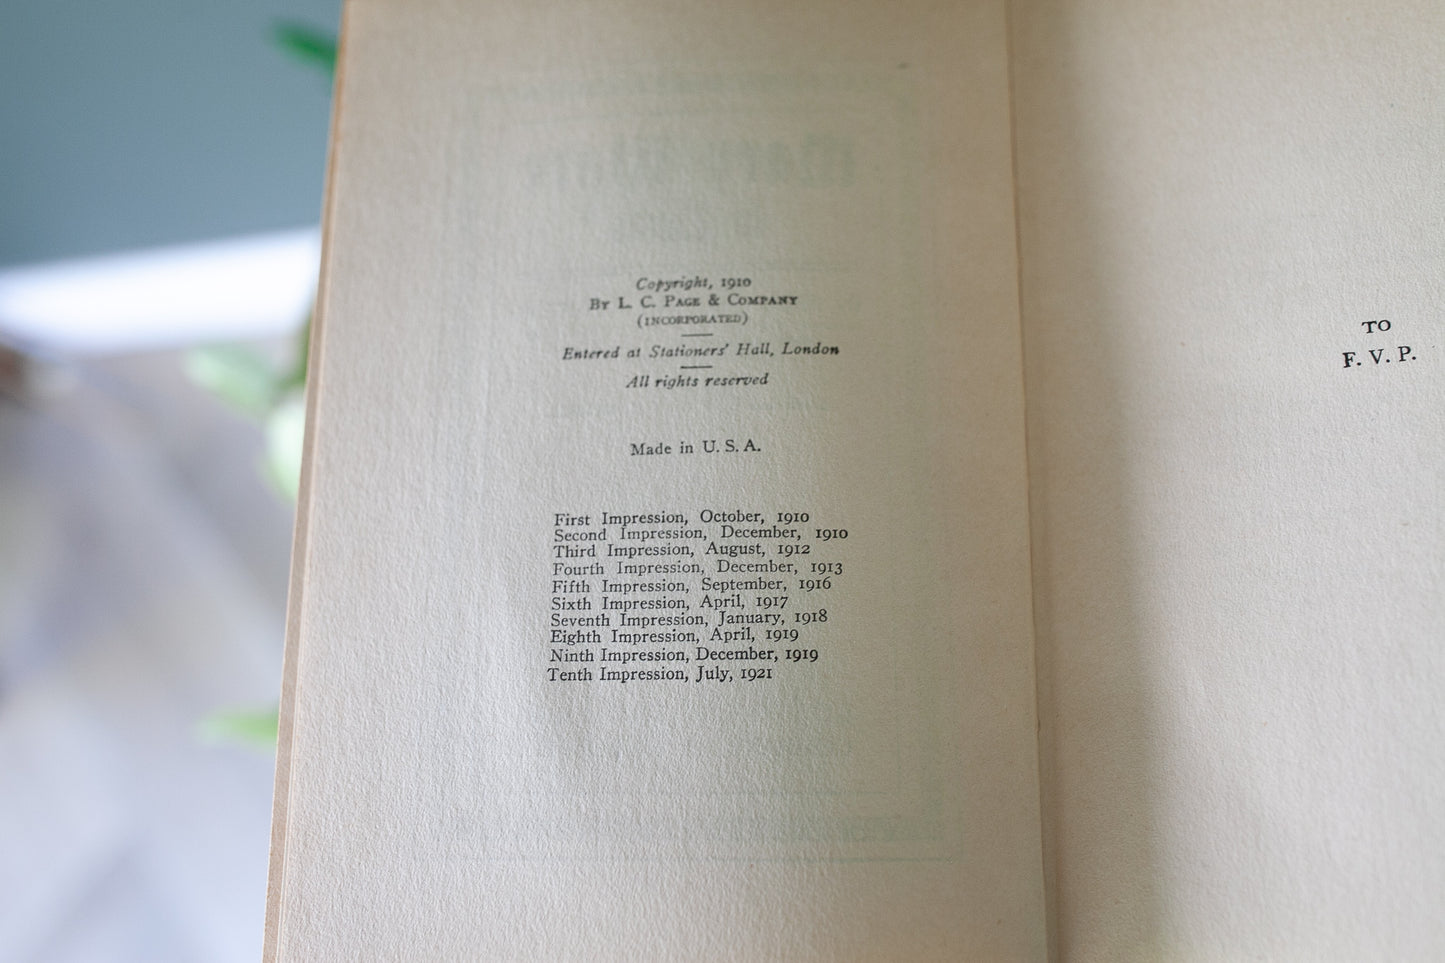 Copyright, 1910
BY L. C. PAGE & COMPANY
(INCORPORATED)
Entered at Stationers' Hall, London
All rights reserved
Made in U. S. A.
First Impression, October, 1910
Second Impression, December, 1910
Third Impression, August, 1912
Fourth Impression, December, 1913
Fifth Impression, September, 1916
Sixth Impression, April, 1917
Seventh Impression, January, 1918
Eighth Impression, April, 1919
Ninth Impression, December, 1919
Tenth Impression, July, 1921
TO
F. V. P.